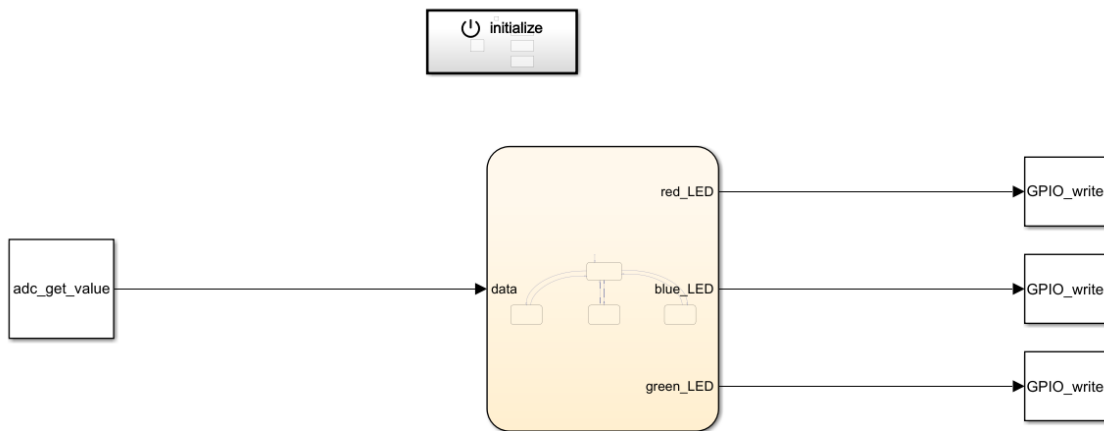 initialize
red_LED
GPIO_write
adc_get_value
data
blue_LED
GPIO_write
green_LED
GPIO_write